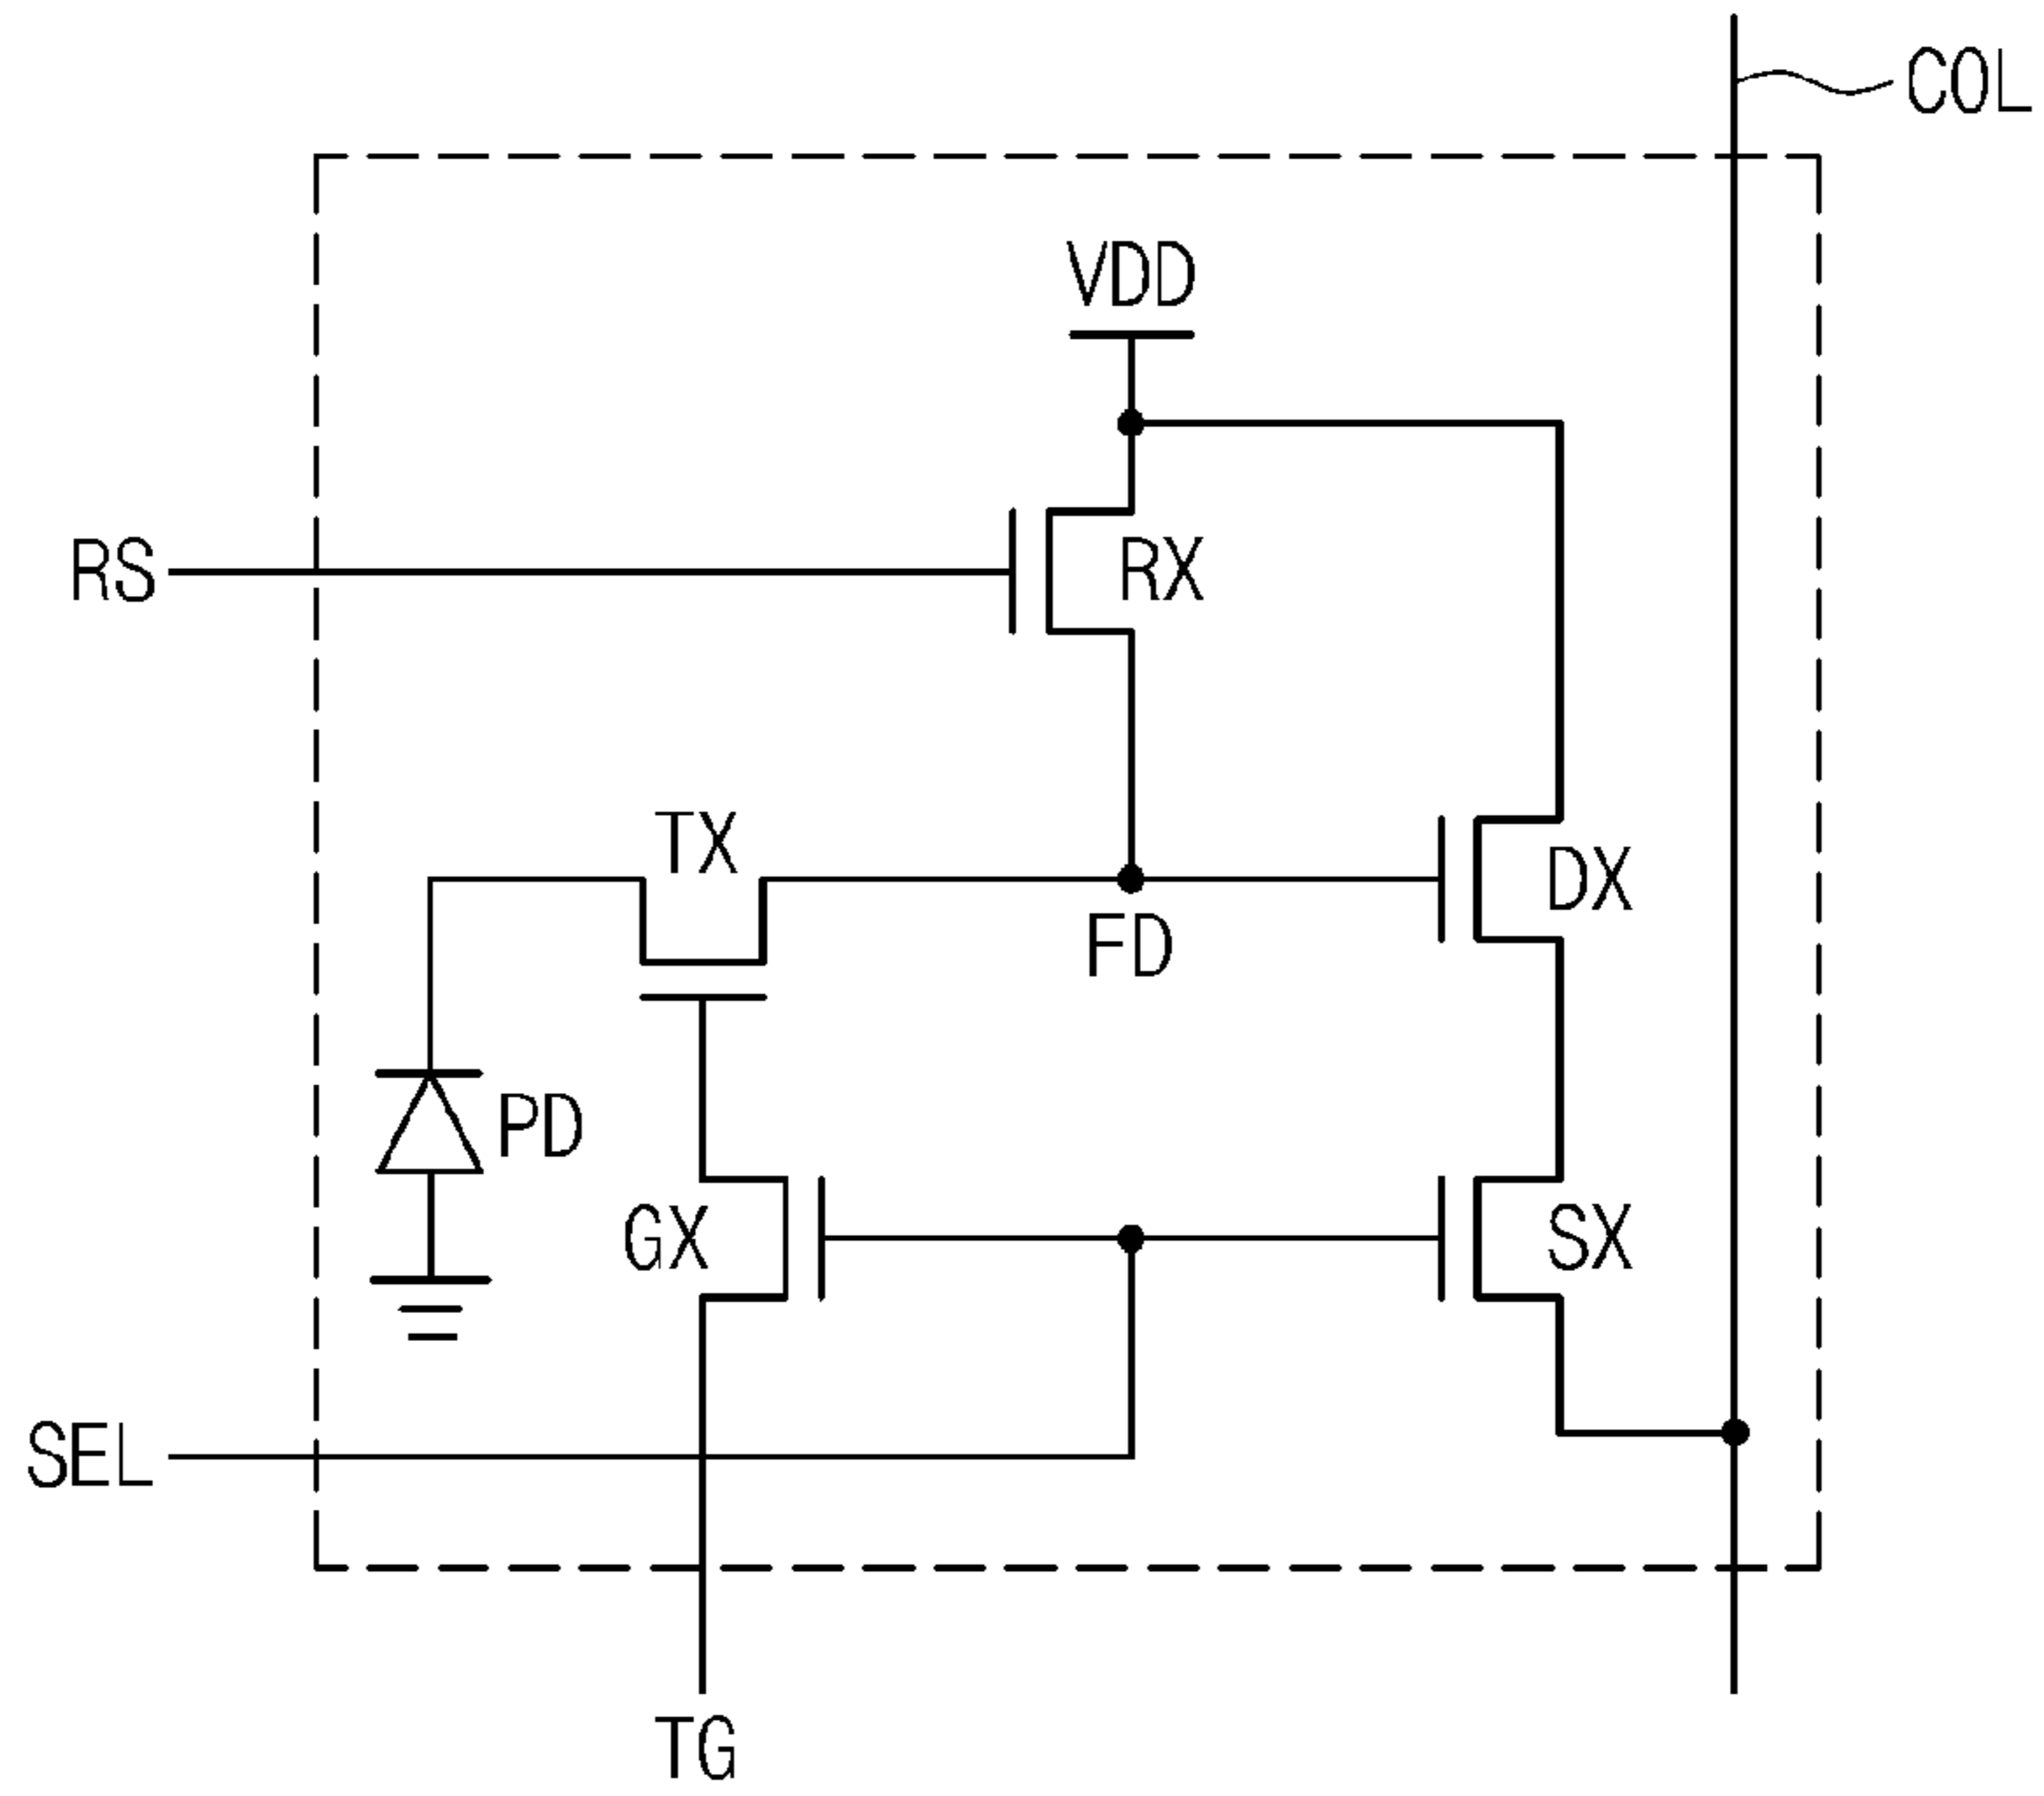 COL
VDD
RS
RX
TX
DX
FD
PD
GX
SX
SEL
TG